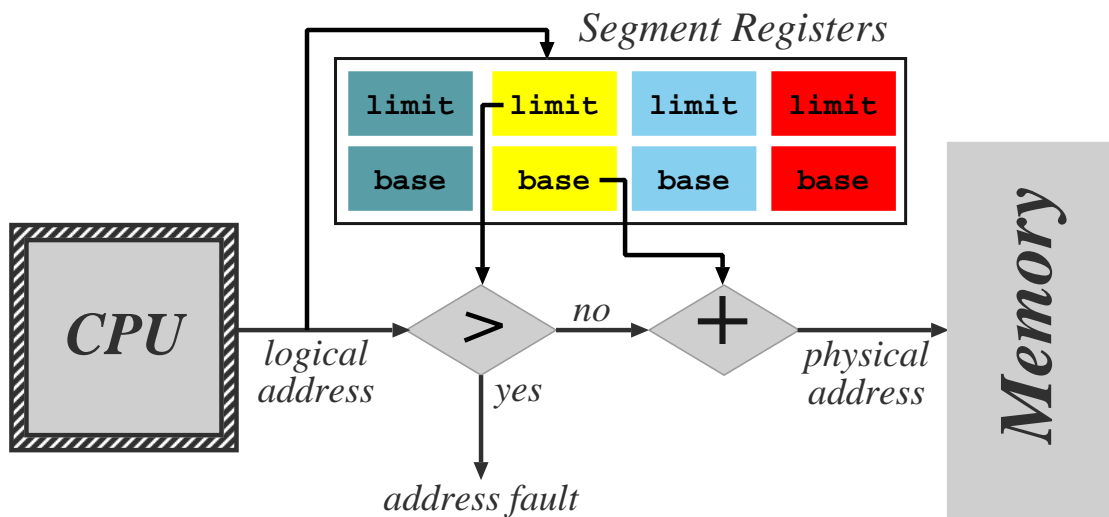 Segment Registers
limit limit limit limit
base base base base
CPU
logical
address
>
no
+
physical
address
yes
address fault
Memory